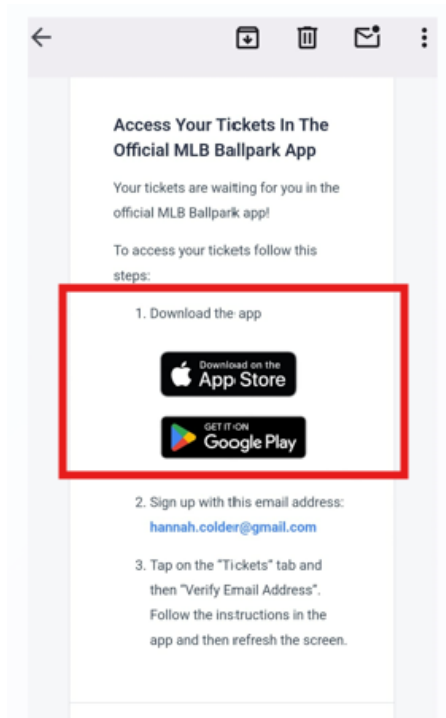 Access Your Tickets In The
Official MLB Ballpark App
Your tickets are waiting for you in the
official MLB Ballpark app!
To access your tickets follow this
steps:
1. Download the app
Download on the
App Store
GET IT ON
Google Play
2. Sign up with this email address:
hannah.colder@gmail.com
3. Tap on the "Tickets" tab and
then "Verify Email Address".
Follow the instructions in the
app and then refresh the screen.